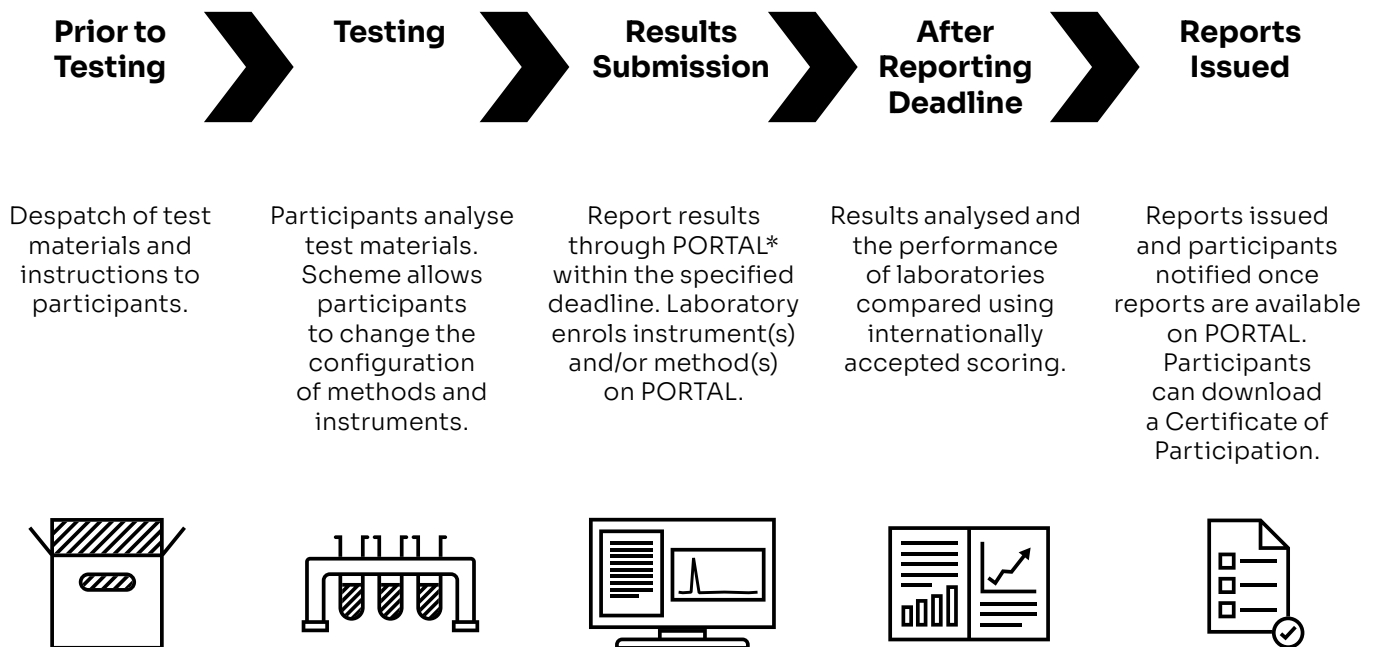 Prior to
Testing
Testing
Results
Submission
After
Reporting
Deadline
Reports
Issued
Despatch of test
materials and
instructions to
participants.
Participants analyse
test materials.
Scheme allows
participants
to change the
configuration
of methods and
instruments.
Report results
through PORTAL*
within the specified
deadline. Laboratory
enrols instrument(s)
and/or method(s)
on PORTAL.
Results analysed and
the performance
of laboratories
compared using
internationally
accepted scoring.
Reports issued
and participants
notified once
reports are available
on PORTAL.
Participants
can download
a Certificate of
Participation.